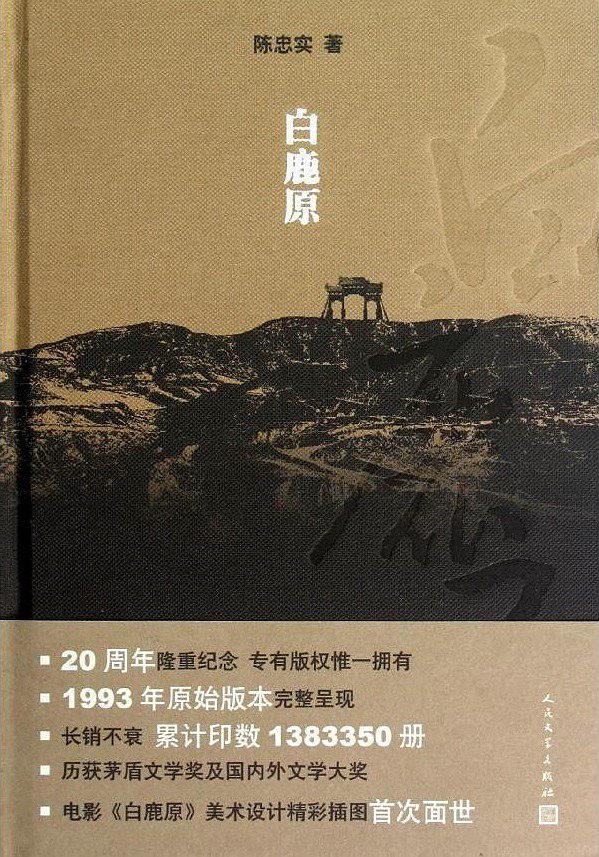 陈忠实 著
白鹿原
20周年隆重纪念 专有版权惟一拥有
1993年原始版本完整呈现
长销不衰 累计印数1383350册
历获茅盾文学奖及国内外文学大奖
电影《白鹿原》美术设计精彩插图首次面世
人民文学出版社